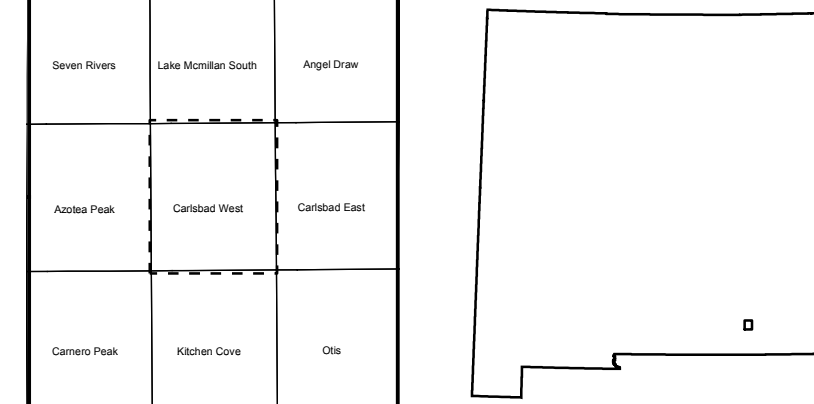 Seven Rivers
Lake Mcmillan South
Angel Draw
Azotea Peak
Carlsbad West
Carlsbad East
Carnero Peak
Kitchen Cove
Otis